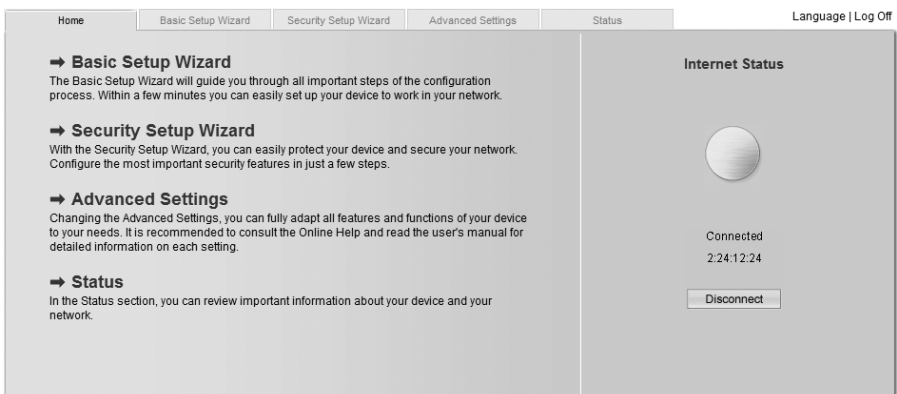 Home Basic Setup Wizard Security Setup Wizard Advanced Settings Status Language | Log Off
➡ Basic Setup Wizard
The Basic Setup Wizard will guide you through all important steps of the configuration
process. Within a few minutes you can easily set up your device to work in your network.
➡ Security Setup Wizard
With the Security Setup Wizard, you can easily protect your device and secure your network.
Configure the most important security features in just a few steps.
➡ Advanced Settings
Changing the Advanced Settings, you can fully adapt all features and functions of your device
to your needs. It is recommended to consult the Online Help and read the user's manual for
detailed information on each setting.
➡ Status
In the Status section, you can review important information about your device and your
network.
Internet Status
Connected
2:24:12:24
Disconnect